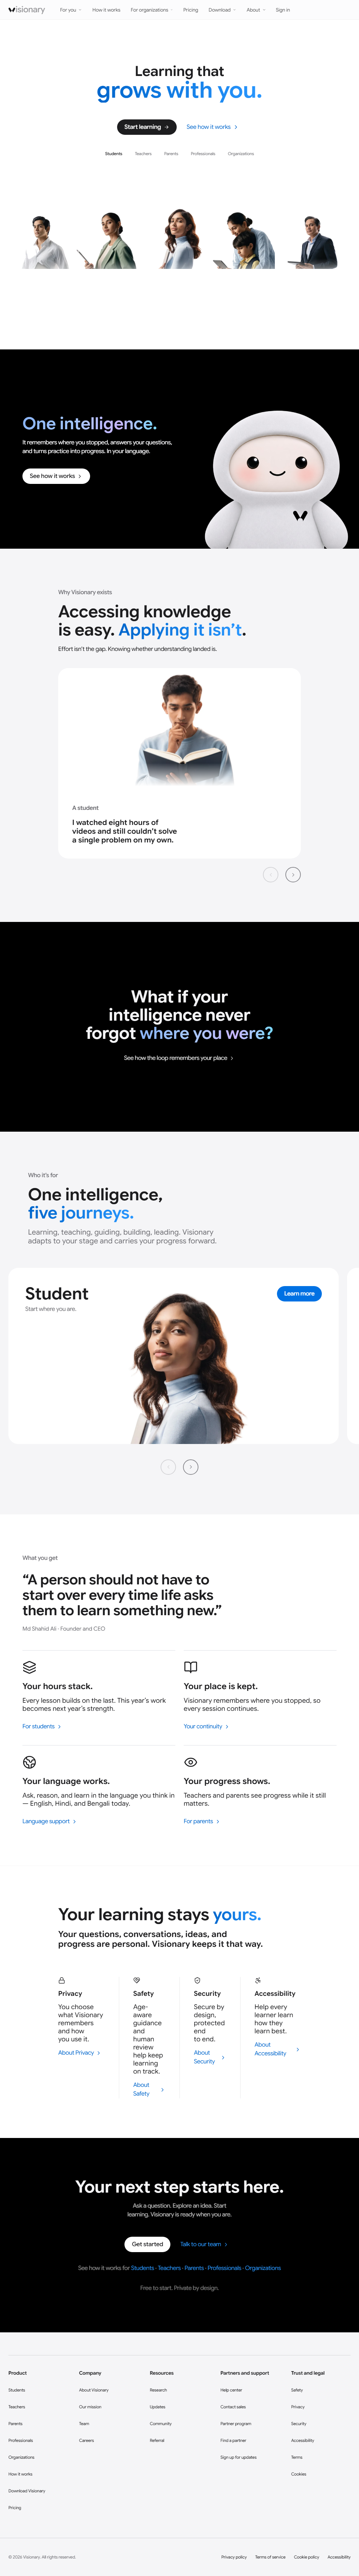 visionary
For you
How it works
For organisations
Pricing
Download
About
Sign in
Learning that
grows with you.
Start learning
See how it works
Students
Teachers
Parents
Professionals
Organisations
One intelligence.
It remembers where you stopped, answers your questions,
and turns practice into progress. In your language.
See how it works
Why Visionary exists
Accessing knowledge
is easy. Applying it isn't.
Effort isn't the gap. Knowing whether understanding landed is.
A student
I watched eight hours of
videos and still couldn't solve
a single problem on my own.
What if your
intelligence never
forgot where you were?
See how the loop remembers your place
Who it's for
One intelligence,
five journeys.
Learning, teaching, guiding, building, leading. Visionary
adapts to your stage and carries your progress forward.
Student
Start where you are.
Learn more
What you get
“A person should not have to
start over every time life asks
them to learn something new.”
Md Shahid Ali · Founder and CEO
Your hours stack.
Every lesson builds on the last. This year's work
becomes next year's strength.
For students
Your place is kept.
Visionary remembers where you stopped, so
every session continues.
Your continuity
Your language works.
Ask, reason, and learn in the language you think in
— English, Hindi, and Bengali today.
Language support
Your progress shows.
Teachers and parents see progress while it still
matters.
For parents
Your learning stays yours.
Your questions, conversations, ideas, and
progress are personal. Visionary keeps it that way.
Privacy
You choose
what Visionary
remembers
and how
you use it.
About Privacy
Safety
Age-
aware
guidance
and
human
review
help keep
learning
on track.
About
Safety
Security
Secure by
design,
protected
end
to end.
About
Security
Accessibility
Help every
learner learn
how they
learn best.
About
Accessibility
Your next step starts here.
Ask a question. Explore an idea. Start
learning. Visionary is ready when you are.
Get started
Talk to our team
See how it works for Students · Teachers · Parents · Professionals · Organizations
Free to start. Private by design.
Product
Students
Teachers
Parents
Professionals
Organizations
How it works
Download Visionary
Pricing
Company
About Visionary
Our mission
Team
Careers
Resources
Research
Updates
Community
Referral
Partners and support
Help center
Contact sales
Partner program
Find a partner
Sign up for updates
Trust and legal
Safety
Privacy
Security
Accessibility
Terms
Cookies
© 2026 Visionary. All rights reserved.
Privacy policy
Terms of service
Cookie policy
Accessibility